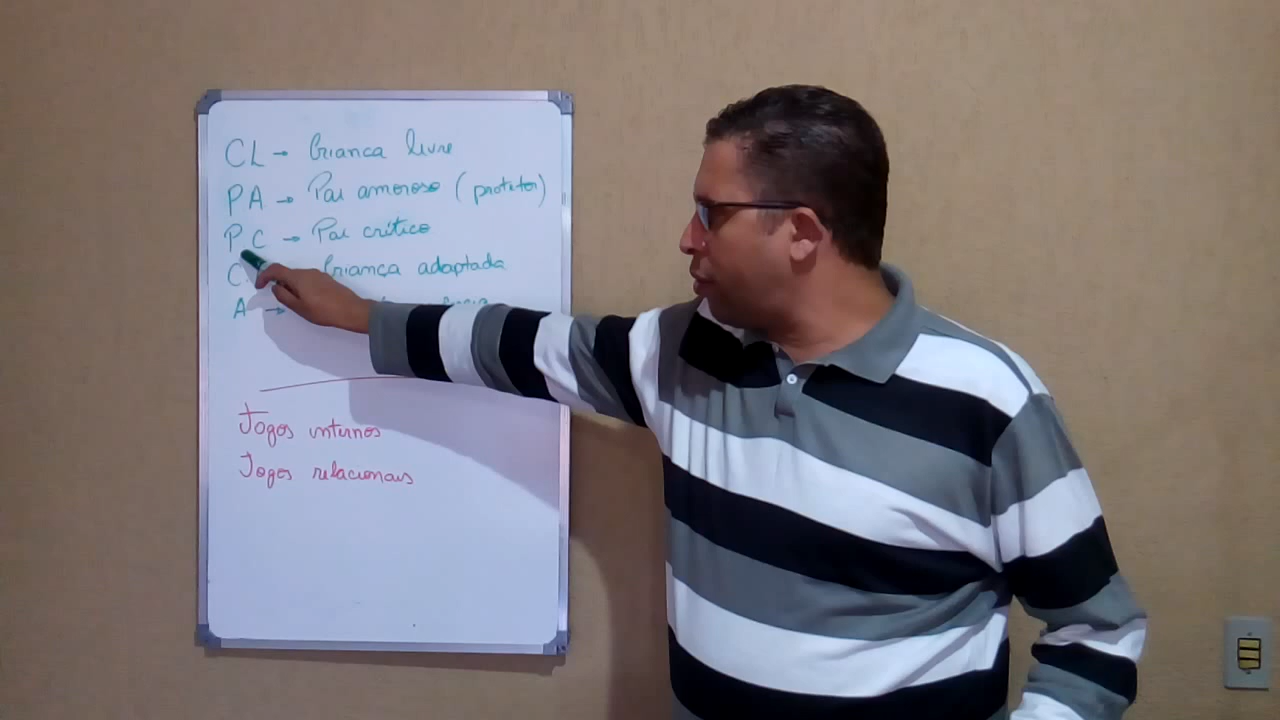 CL → Criança livre
PA → Pai amoroso (protetor)
PC → Pai crítico
C Criança adaptada
A →
Jogos internos
Jogos relacionais